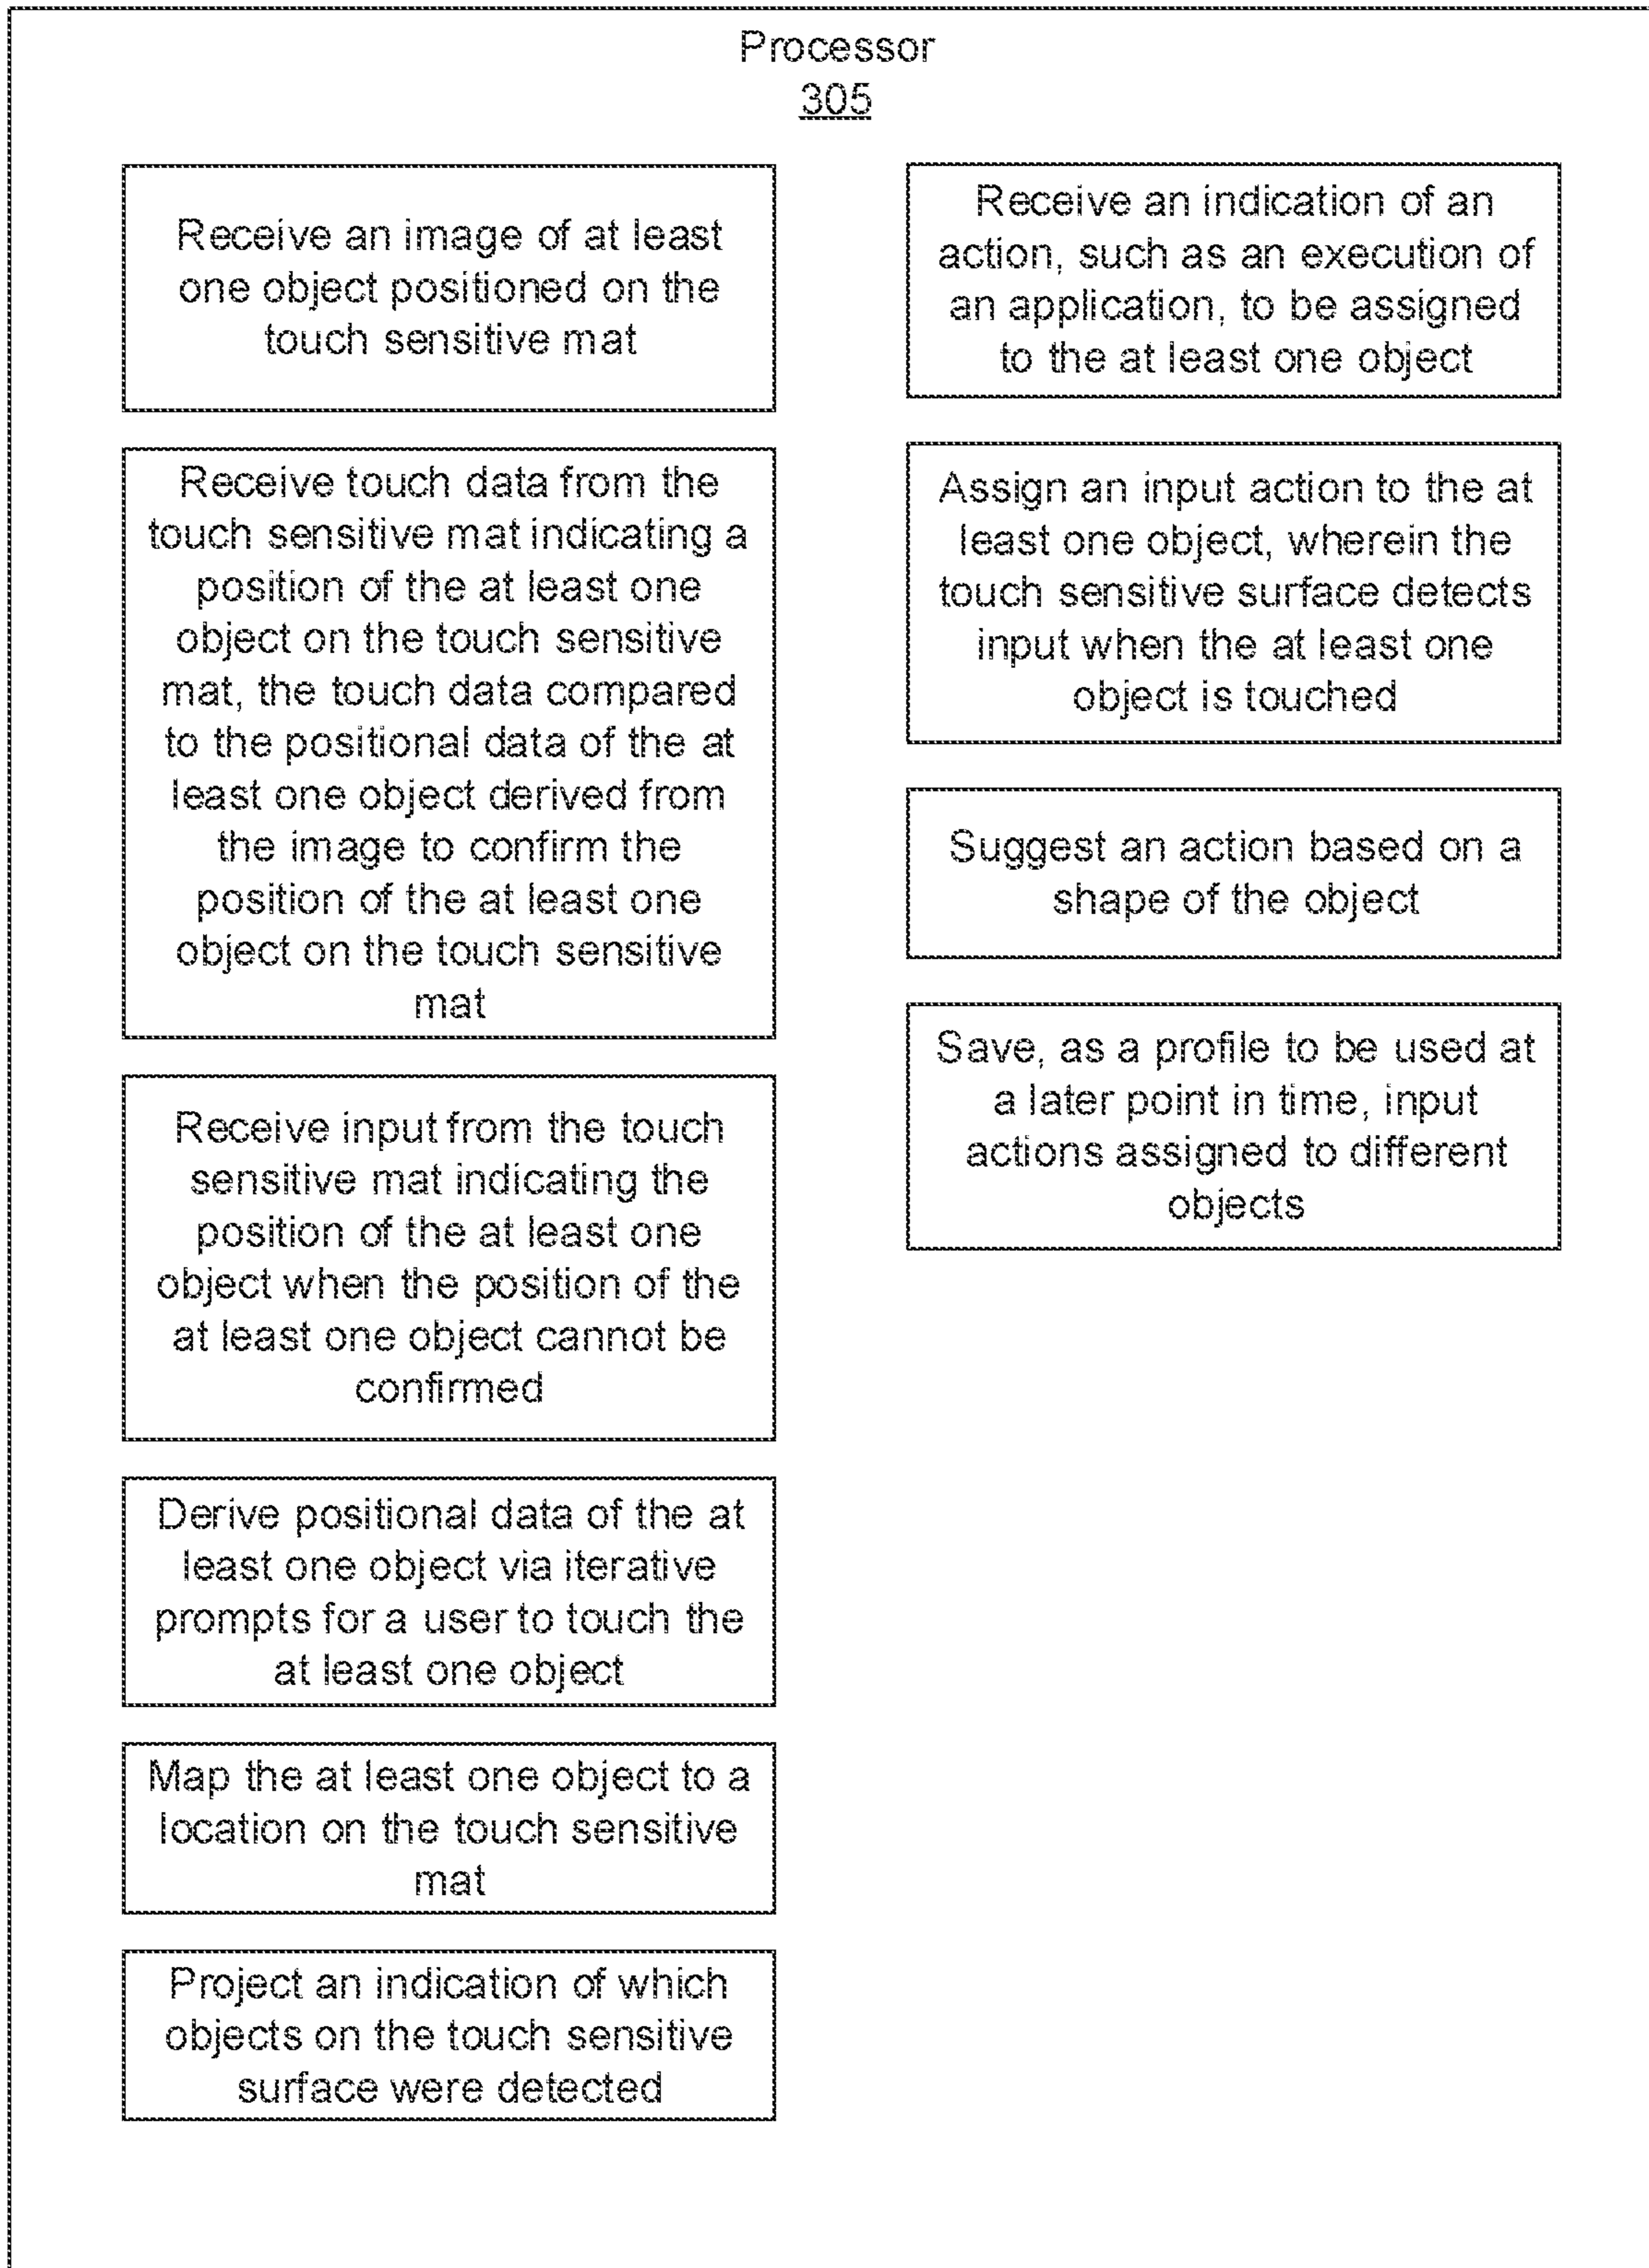 Processor
305
Receive an image of at least
one object positioned on the
touch sensitive mat
Receive touch data from the
touch sensitive mat indicating a
position of the at least one
object on the touch sensitive
mat, the touch data compared
to the positional data of the at
least one object derived from
the image to confirm the
position of the at least one
object on the touch sensitive
mat
Receive input from the touch
sensitive mat indicating the
position of the at least one
object when the position of the
at least one object cannot be
confirmed
Derive positional data of the at
least one object via iterative
prompts for a user to touch the
at least one object
Map the at least one object to a
location on the touch sensitive
mat
Project an indication of which
objects on the touch sensitive
surface were detected
Receive an indication of an
action, such as an execution of
an application, to be assigned
to the at least one object
Assign an input action to the at
least one object, wherein the
touch sensitive surface detects
input when the at least one
object is touched
Suggest an action based on a
shape of the object
Save, as a profile to be used at
a later point in time, input
actions assigned to different
objects